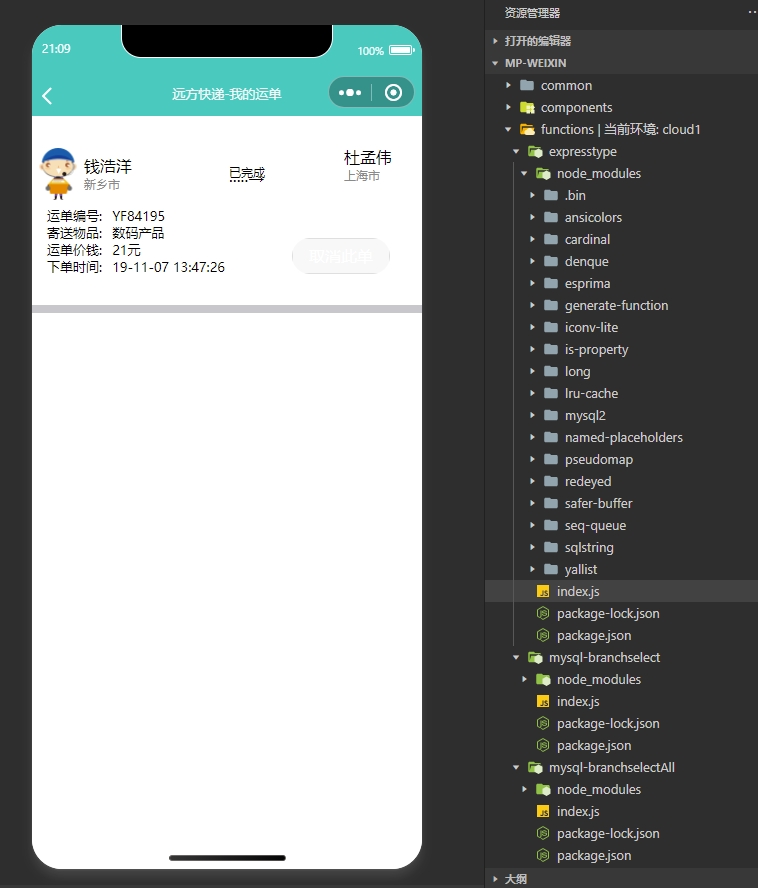 21:09
100%
远方快递-我的运单
钱浩洋
新乡市
已完成
杜孟伟
上海市
运单编号: YF84195
寄送物品: 数码产品
运单价钱: 21元
下单时间: 19-11-07 13:47:26
取消此单
资源管理器
打开的编辑器
MP-WEIXIN
common
components
functions | 当前环境: cloud1
expresstype
node_modules
.bin
ansicolors
cardinal
denque
esprima
generate-function
iconv-lite
is-property
long
lru-cache
mysql2
named-placeholders
pseudomap
redeyed
safer-buffer
seq-queue
sqlstring
yallist
index.js
package-lock.json
package.json
mysql-branchselect
node_modules
index.js
package-lock.json
package.json
mysql-branchselectAll
node_modules
index.js
package-lock.json
package.json
大纲